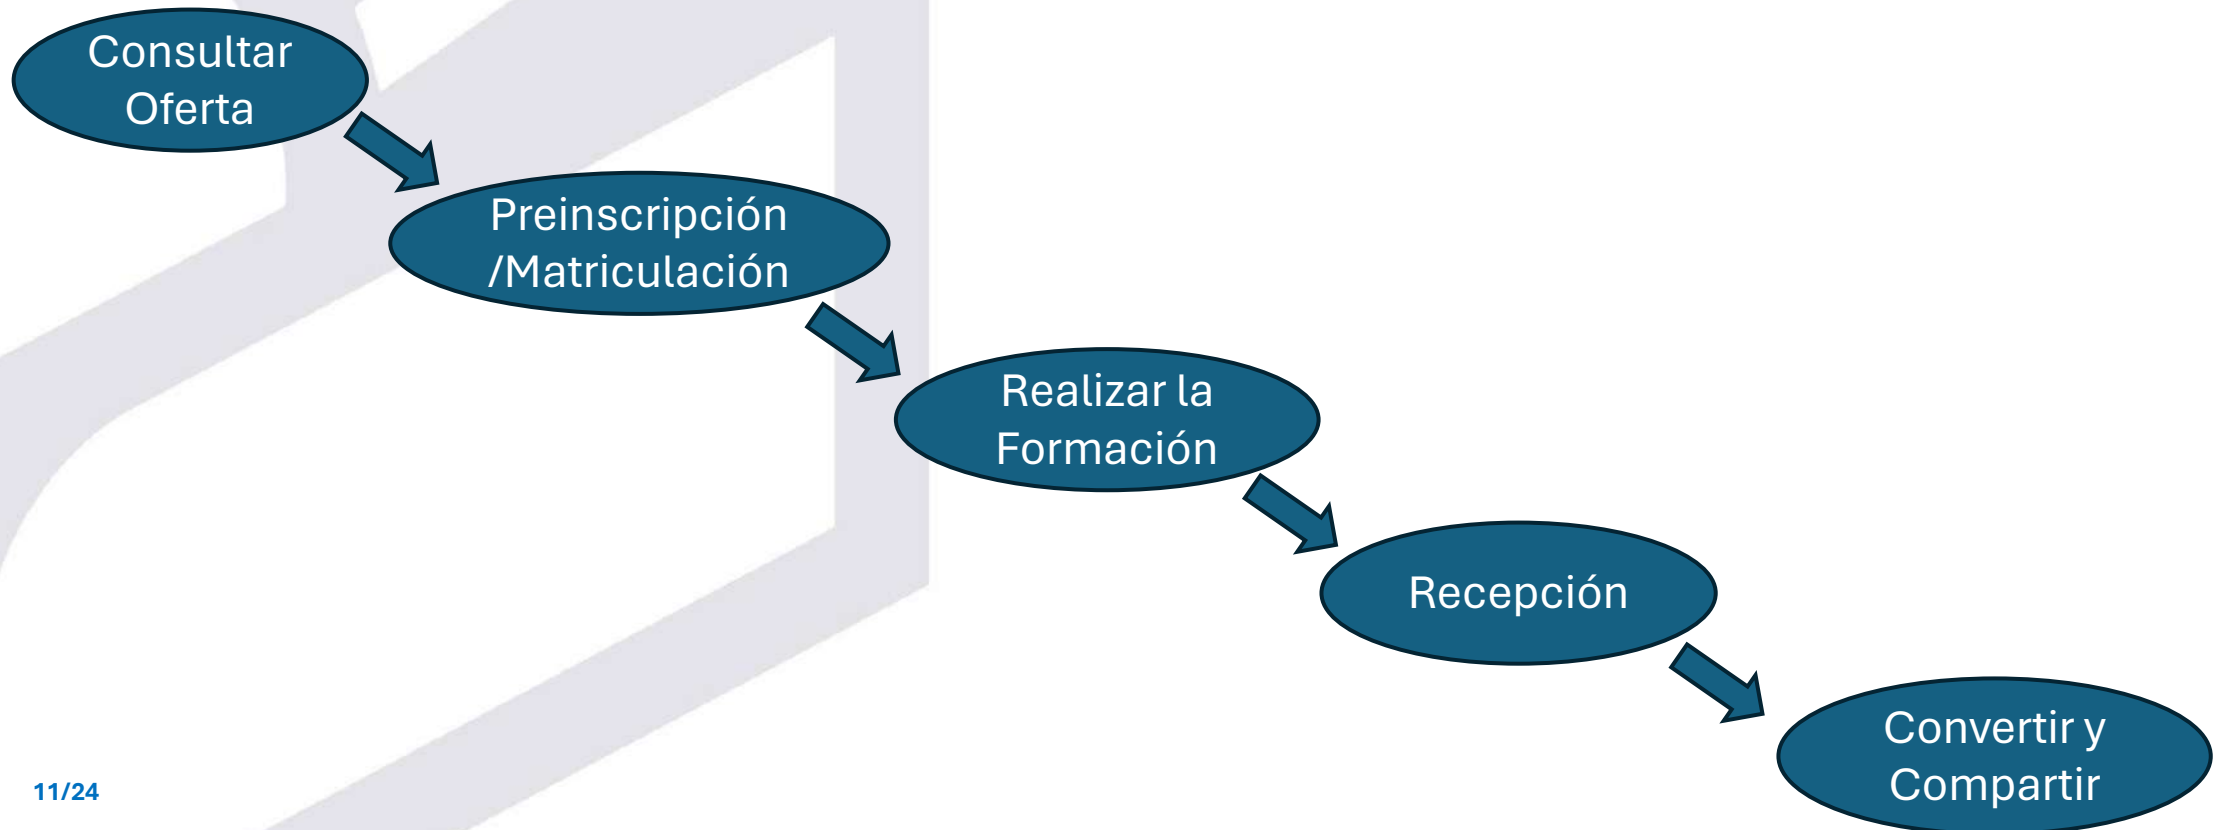 Consultar
Oferta
Preinscripción
/Matriculación
Realizar la
Formación
Recepción
Convertir y
Compartir
11/24